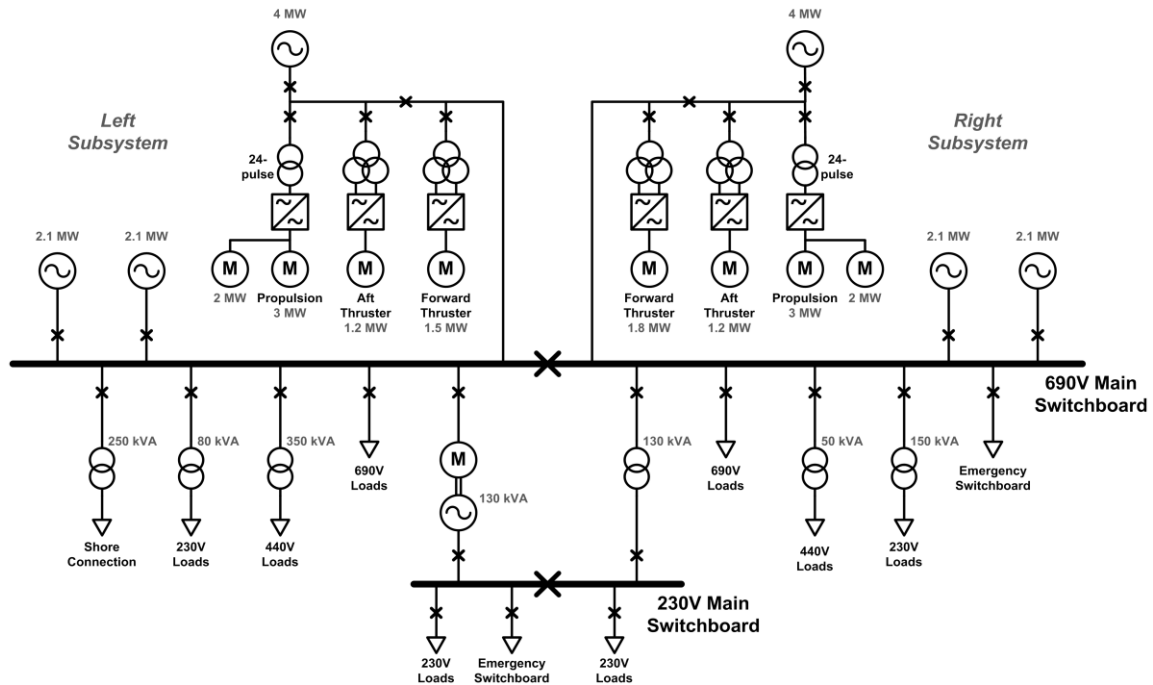 4 MW
4 MW
Left
Subsystem
Right
Subsystem
24-
pulse
24-
pulse
2.1 MW
2.1 MW
2.1 MW
2.1 MW
M
M
M
M
M
M
M
M
2 MW
Propulsion
3 MW
Aft
Thruster
1.2 MW
Forward
Thruster
1.5 MW
Forward
Thruster
1.8 MW
Aft
Thruster
1.2 MW
Propulsion
3 MW
2 MW
690V Main
Switchboard
250 kVA
80 kVA
350 kVA
130 kVA
50 kVA
150 kVA
690V
Loads
M
130 kVA
690V
Loads
Emergency
Switchboard
Shore
Connection
230V
Loads
440V
Loads
440V
Loads
230V
Loads
230V Main
Switchboard
230V
Loads
Emergency
Switchboard
230V
Loads